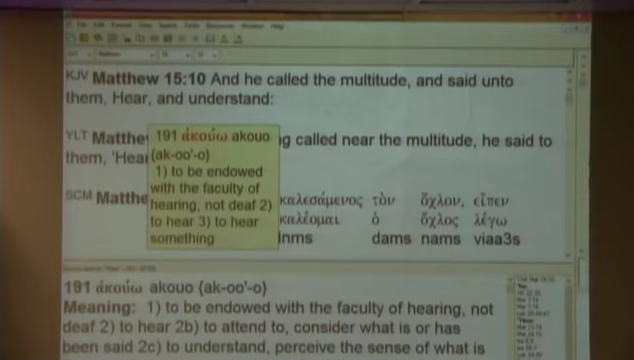 KJV Matthew 15:10 And he called the multitude, and said unto
them, Hear, and understand:
YLT Matthe
g called near the multitude, he said to
them, 'Hear
191 ἀκούω akouo
{ak-oo'-o}
1) to be endowed
with the faculty of
hearing, not deaf 2)
to hear 3) to hear
something
SCM Matthe
καλεσάμενος τὸν ὄχλον, εἶπεν
καλέομαι ὁ ὄχλος λέγω
nms dams nams viaa3s
191 ἀκούω akouo {ak-oo'-o}
Meaning: 1) to be endowed with the faculty of hearing, not
deaf 2) to hear 2b) to attend to, consider what is or has
been said 2c) to understand, perceive the sense of what is